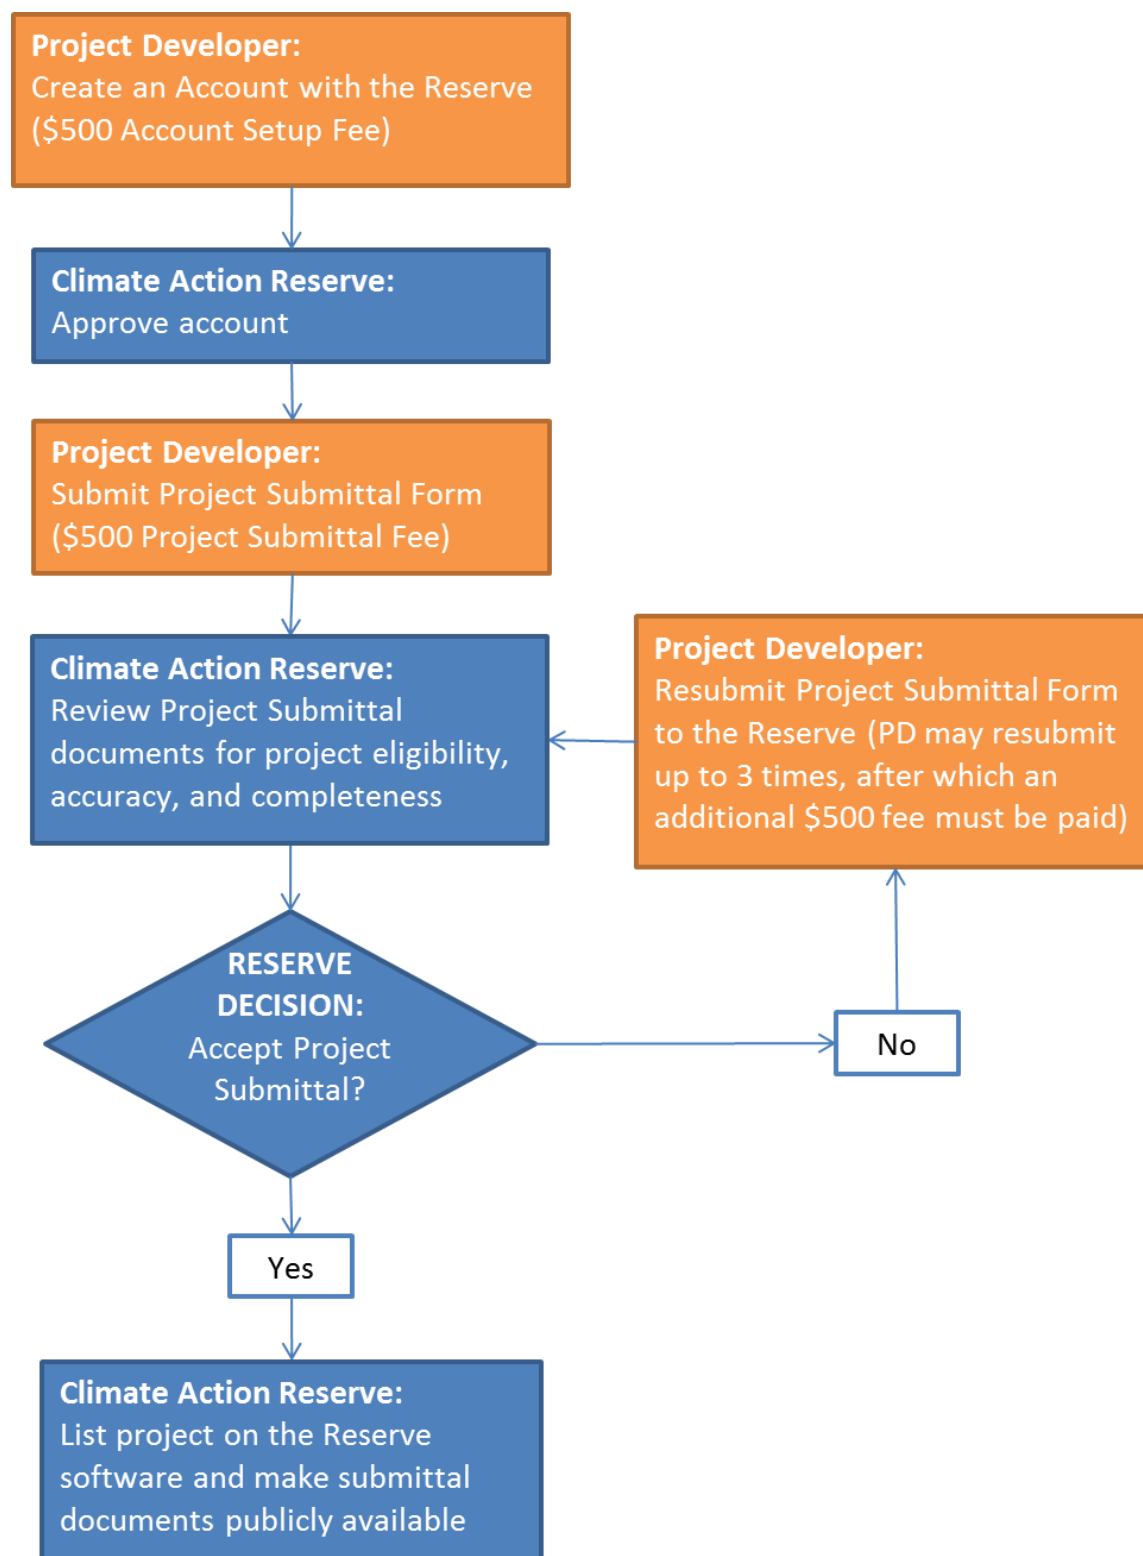 Project Developer:
Create an Account with the Reserve
($500 Account Setup Fee)
Climate Action Reserve:
Approve account
Project Developer:
Submit Project Submittal Form
($500 Project Submittal Fee)
Climate Action Reserve:
Review Project Submittal
documents for project eligibility,
accuracy, and completeness
Project Developer:
Resubmit Project Submittal Form
to the Reserve (PD may resubmit
up to 3 times, after which an
additional $500 fee must be paid)
RESERVE
DECISION:
Accept Project
Submittal?
No
Yes
Climate Action Reserve:
List project on the Reserve
software and make submittal
documents publicly available